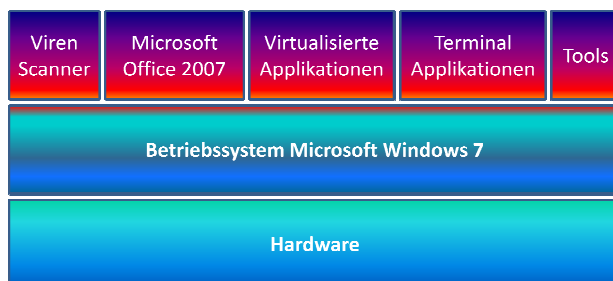 Viren
Scanner
Microsoft
Office 2007
Virtualisierte
Applikationen
Terminal
Applikationen
Tools
Betriebssystem Microsoft Windows 7
Hardware